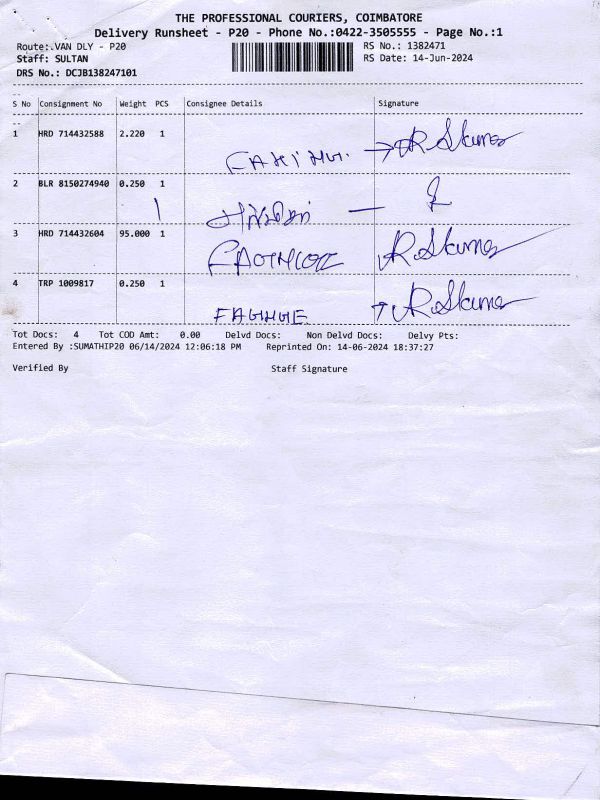 THE PROFESSIONAL COURIERS, COIMBATORE
Delivery Runsheet - P20 - Phone No.:0422-3505555 - Page No.:1
Route:.VAN DLY - P20 RS No.: 1382471
Staff: SULTAN RS Date: 14-Jun-2024
DRS No.: DCJB138247101
S No Consignment No Weight PCS Consignee Details Signature
1 HRD 714432588 2.220 1
R Skumar
2 BLR 8150274940 0.250 1
3 HRD 714432604 95.000 1
R Skumar
4 TRP 1009817 0.250 1
R Skumar
Tot Docs: 4 Tot COD Amt: 0.00 Delvd Docs: Non Delvd Docs: Delvy Pts:
Entered By :SUMATHIP20 06/14/2024 12:06:18 PM Reprinted On: 14-06-2024 18:37:27
Verified By Staff Signature